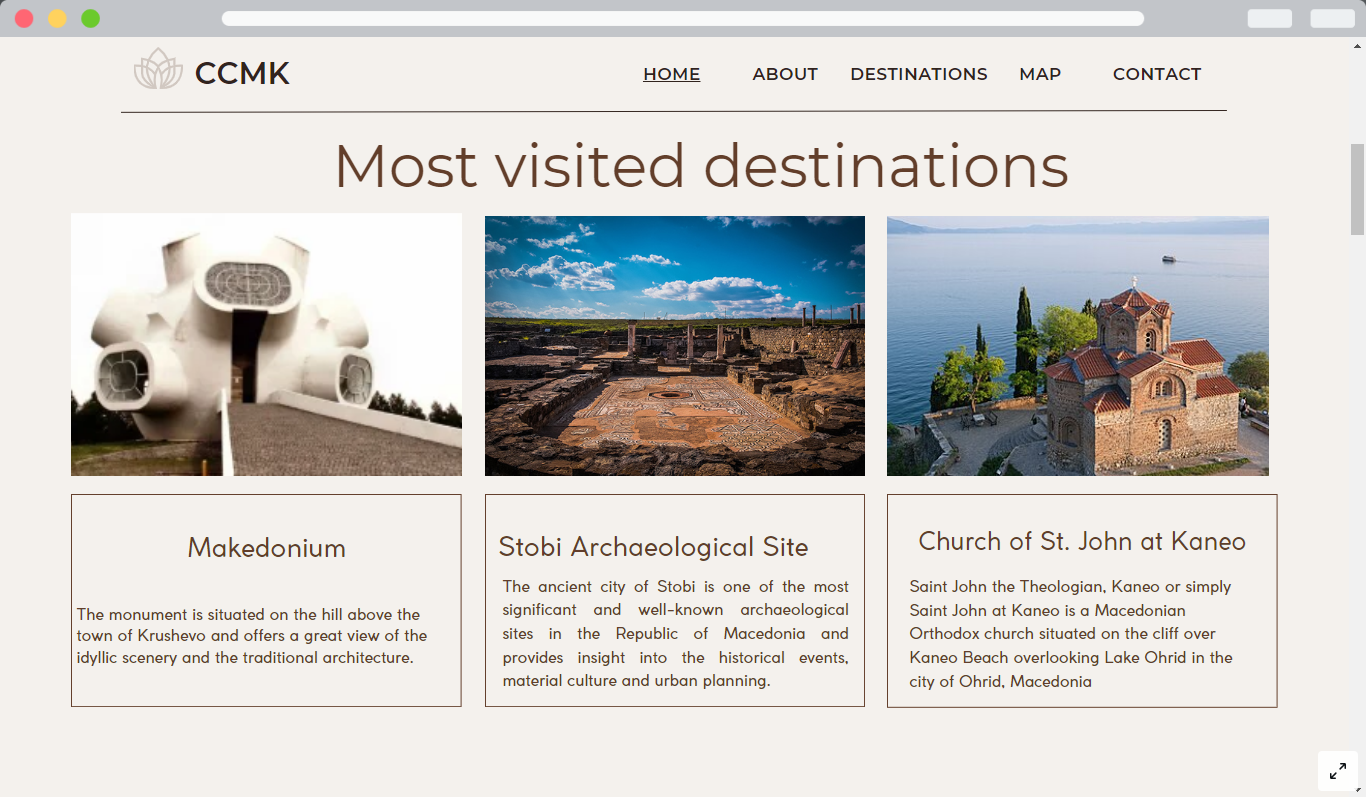 CCMK
HOME ABOUT DESTINATIONS MAP CONTACT
Most visited destinations
Makedonium
The monument is situated on the hill above the
town of Krushevo and offers a great view of the
idyllic scenery and the traditional architecture.
Stobi Archaeological Site
The ancient city of Stobi is one of the most
significant and well-known archaeological
sites in the Republic of Macedonia and
provides insight into the historical events,
material culture and urban planning.
Church of St. John at Kaneo
Saint John the Theologian, Kaneo or simply
Saint John at Kaneo is a Macedonian
Orthodox church situated on the cliff over
Kaneo Beach overlooking Lake Ohrid in the
city of Ohrid, Macedonia